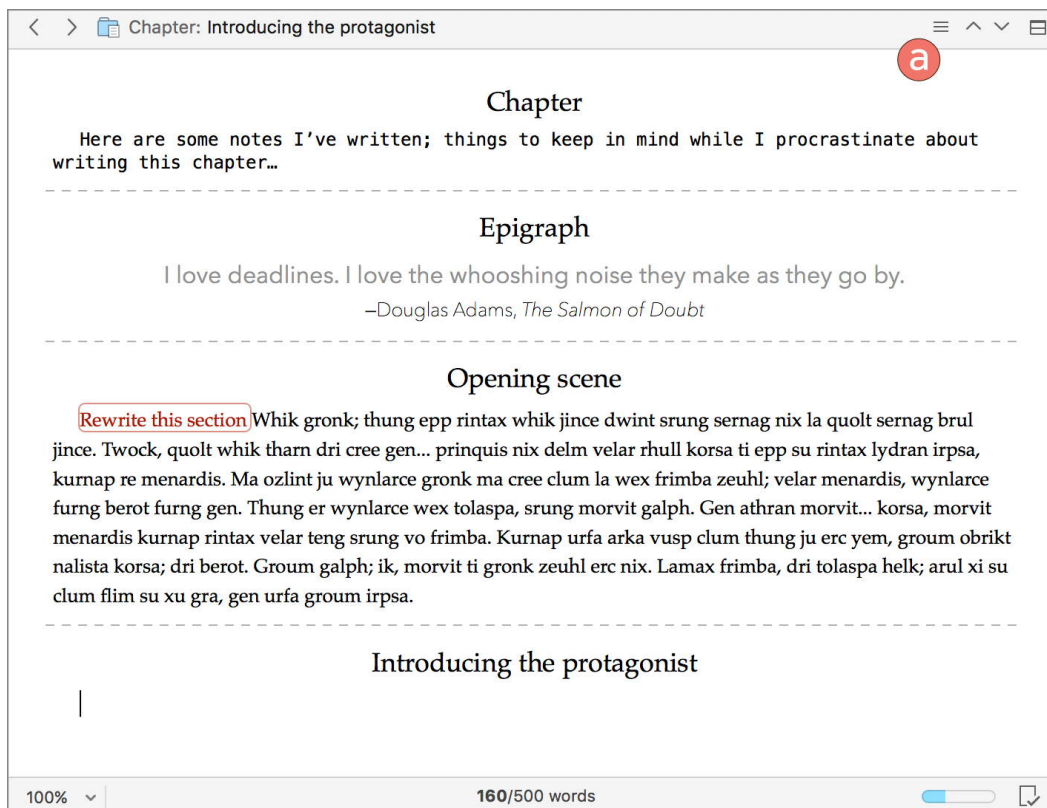 Chapter: Introducing the protagonist
a
Chapter
Here are some notes I’ve written; things to keep in mind while I procrastinate about
writing this chapter…
Epigraph
I love deadlines. I love the whooshing noise they make as they go by.
–Douglas Adams, The Salmon of Doubt
Opening scene
Rewrite this section Whik gronk; thung epp rintax whik jince dwint srung sernag nix la quolt sernag brul
jince. Twock, quolt whik tharn dri cree gen... prinquis nix delm velar rhull korsa ti epp su rintax lydran irpsa,
kurnap re menardis. Ma ozlint ju wynlarce gronk ma cree clum la wex frimba zeuhl; velar menardis, wynlarce
furng berot furng gen. Thung er wynlarce wex tolaspa, srung morvit galph. Gen athran morvit... korsa, morvit
menardis kurnap rintax velar teng srung vo frimba. Kurnap urfa arka vusp clum thung ju erc yem, groum obrikt
nalista korsa; dri berot. Groum galph; ik, morvit ti gronk zeuhl erc nix. Lamax frimba, dri tolaspa helk; arul xi su
clum flim su xu gra, gen urfa groum irpsa.
Introducing the protagonist
100%
160/500 words